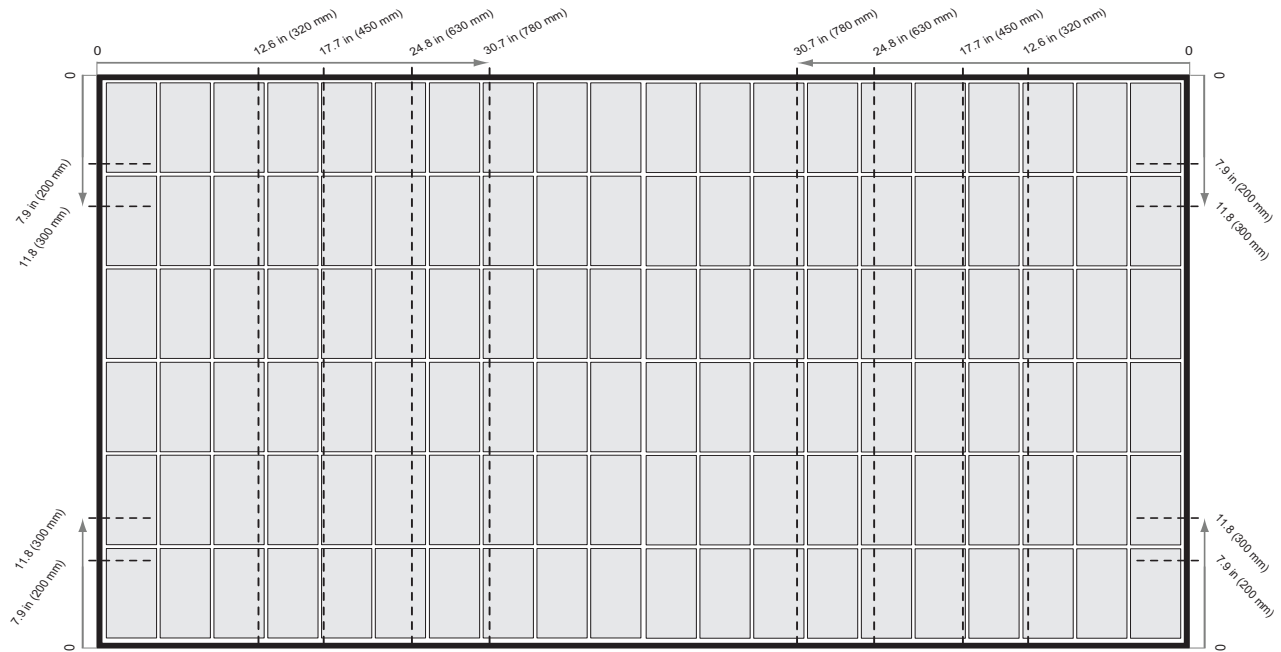 0
12.6 in (320 mm)
17.7 in (450 mm)
24.8 in (630 mm)
30.7 in (780 mm)
30.7 in (780 mm)
24.8 in (630 mm)
17.7 in (450 mm)
12.6 in (320 mm)
0
0
7.9 in (200 mm)
11.8 (300 mm)
0
7.9 in (200 mm)
11.8 (300 mm)
11.8 (300 mm)
7.9 in (200 mm)
0
11.8 (300 mm)
7.9 in (200 mm)
0